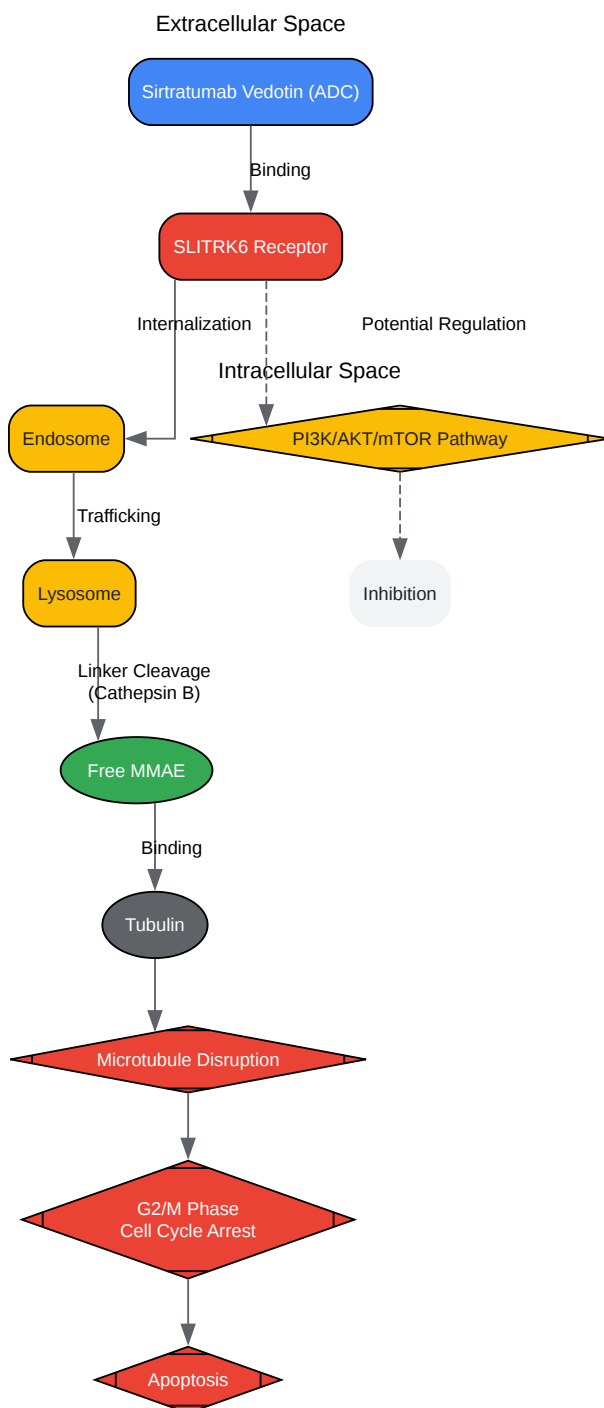 Extracellular Space
Sirtratumab Vedotin (ADC)
Binding
SLITRK6 Receptor
Internalization
Potential Regulation
Intracellular Space
Endosome
PI3K/AKT/mTOR Pathway
Trafficking
Lysosome
Inhibition
Linker Cleavage
(Cathepsin B)
Free MMAE
Binding
Tubulin
Microtubule Disruption
G2/M Phase
Cell Cycle Arrest
Apoptosis